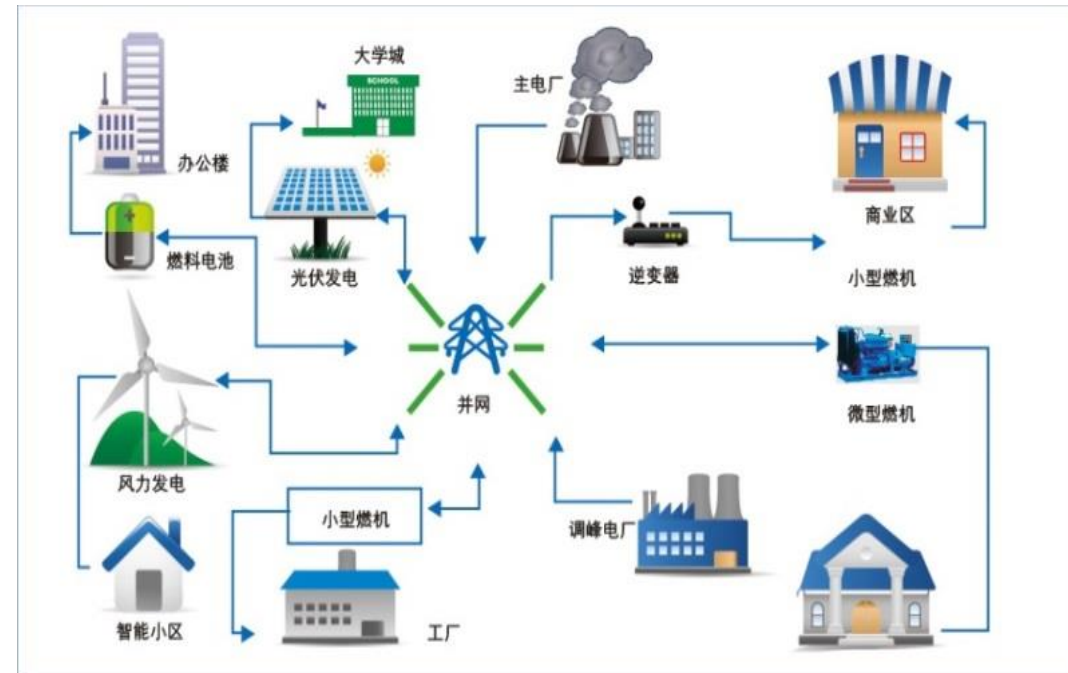 大学城
SCHOOL
主电厂
办公楼
商业区
燃料电池
光伏发电
逆变器
小型燃机
并网
微型燃机
风力发电
小型燃机
调峰电厂
智能小区
工厂